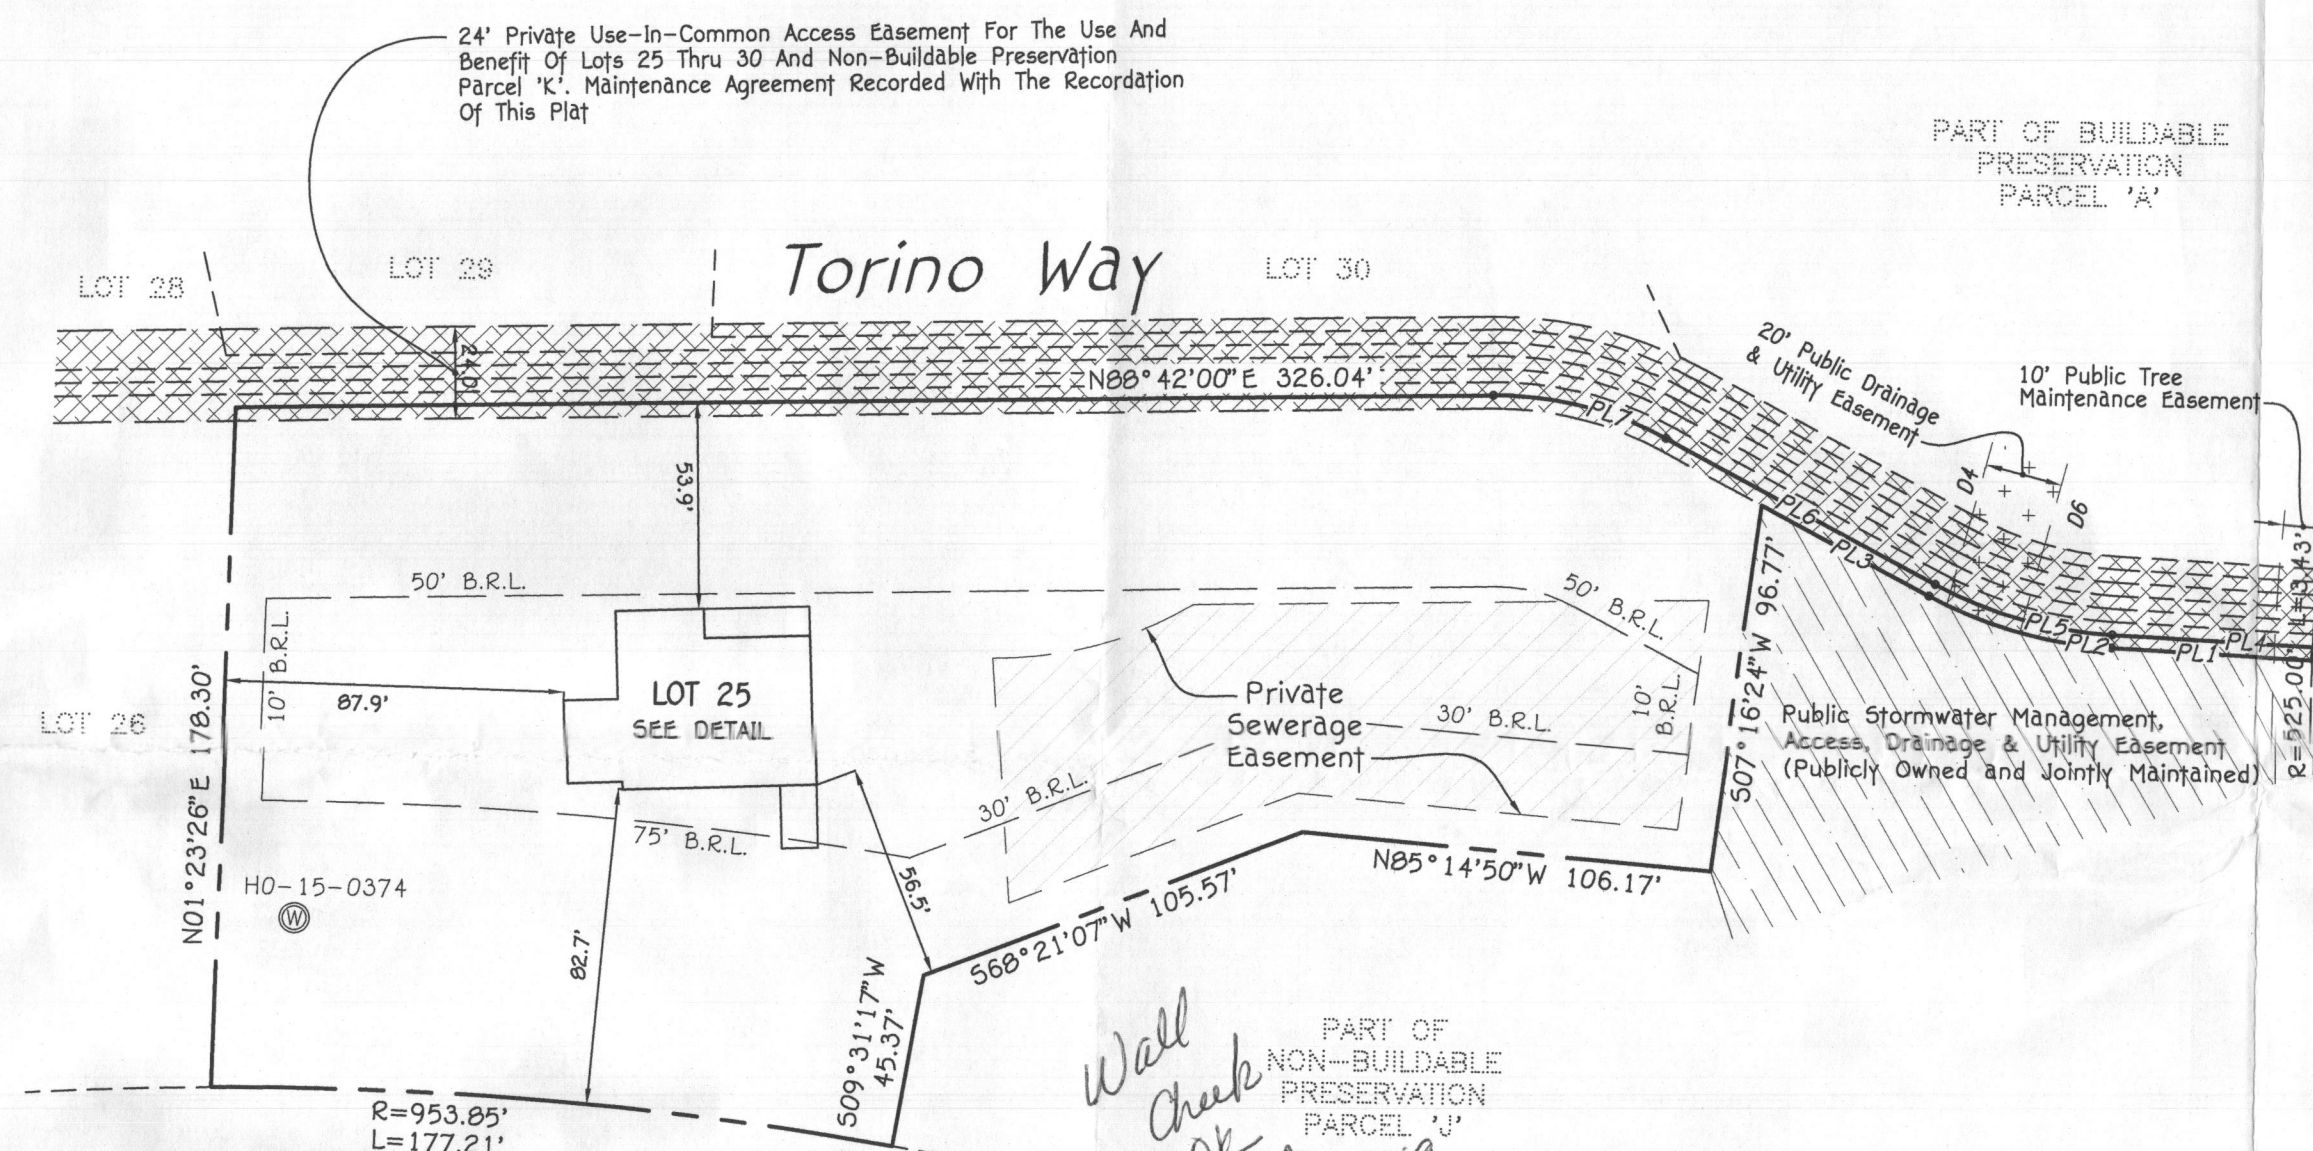 24' Private Use-In-Common Access Easement For The Use And
Benefit Of Lots 25 Thru 30 And Non-Buildable Preservation
Parcel 'K'. Maintenance Agreement Recorded With The Recordation
Of This Plat
PART OF BUILDABLE
PRESERVATION
PARCEL 'A'
Torino Way
LOT 28
LOT 29
LOT 30
24.0'
N88°42'00"E 326.04'
PL7
20' Public Drainage
& Utility Easement
10' Public Tree
Maintenance Easement
D4
D6
PL6
PL3
PL5
PL2
PL4
PL1
L=13.43'
R=525.00'
53.9'
50' B.R.L.
50' B.R.L.
10' B.R.L.
87.9'
LOT 25
SEE DETAIL
LOT 26
N01°23'26"E 178.30'
Private
Sewerage
Easement
30' B.R.L.
10'
B.R.L.
S07°16'24"W 96.77'
Public Stormwater Management,
Access, Drainage & Utility Easement
(Publicly Owned and Jointly Maintained)
30' B.R.L.
75' B.R.L.
56.5'
HO-15-0374
W
82.7'
N85°14'50"W 106.17'
S68°21'07"W 105.57'
S09°31'17"W
45.37'
Wall
Check
OK
PART OF
NON-BUILDABLE
PRESERVATION
PARCEL 'J'
R=953.85'
L=177.21'